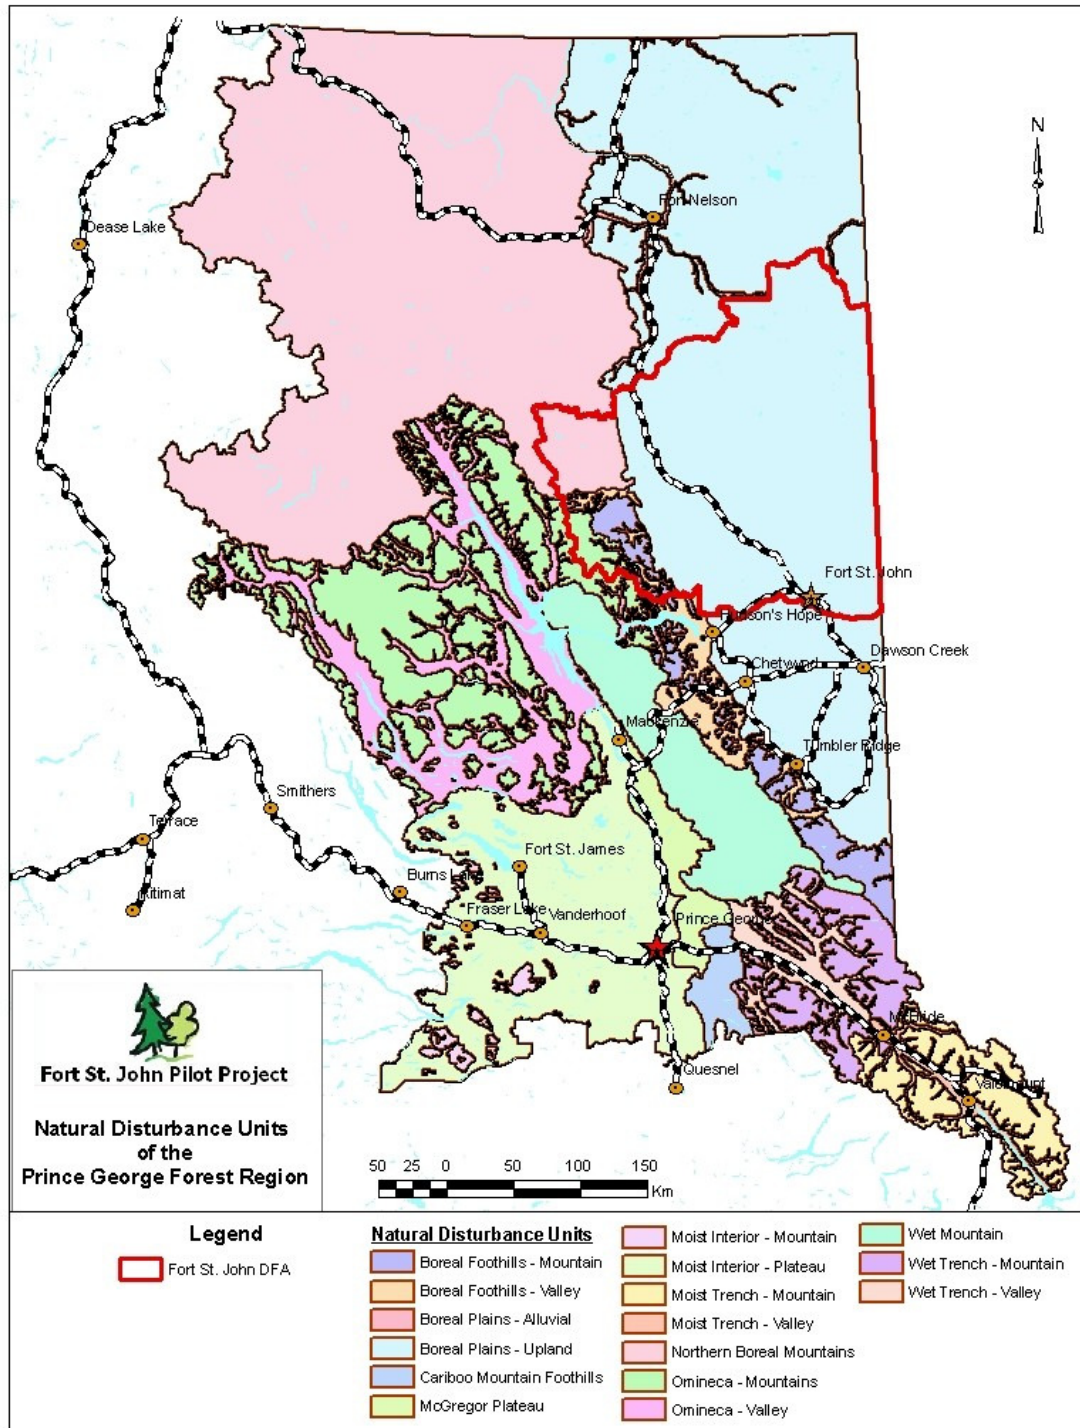 N
Fort Nelson
Dease Lake
Fort St. John
Hudson's Hope
Dawson Creek
Chetwynd
Mackenzie
Tumbler Ridge
Smithers
Terrace
Fort St. James
Burns Lake
Kitimat
Fraser Lake
Vanderhoof
Prince George
McBride
Quesnel
Valemount
Fort St. John Pilot Project
Natural Disturbance Units
of the
Prince George Forest Region
50 25 0 50 100 150
Km
Legend
Fort St. John DFA
Natural Disturbance Units
Boreal Foothills - Mountain
Boreal Foothills - Valley
Boreal Plains - Alluvial
Boreal Plains - Upland
Cariboo Mountain Foothills
McGregor Plateau
Moist Interior - Mountain
Moist Interior - Plateau
Moist Trench - Mountain
Moist Trench - Valley
Northern Boreal Mountains
Omineca - Mountains
Omineca - Valley
Wet Mountain
Wet Trench - Mountain
Wet Trench - Valley